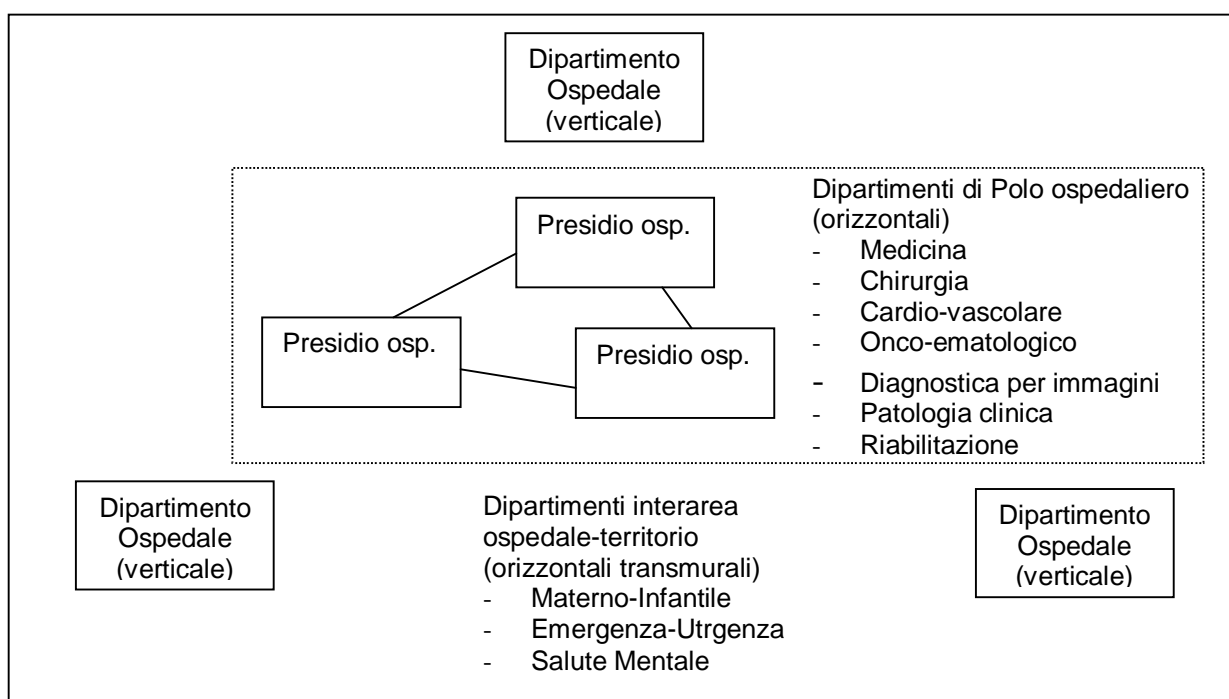 Dipartimento
Ospedale
(verticale)
Presidio osp.
Presidio osp.
Presidio osp.
Dipartimenti di Polo ospedaliero
(orizzontali)
- Medicina
- Chirurgia
- Cardio-vascolare
- Onco-ematologico
- Diagnostica per immagini
- Patologia clinica
- Riabilitazione
Dipartimento
Ospedale
(verticale)
Dipartimenti interarea
ospedale-territorio
(orizzontali transmurali)
- Materno-Infantile
- Emergenza-Utrgenza
- Salute Mentale
Dipartimento
Ospedale
(verticale)